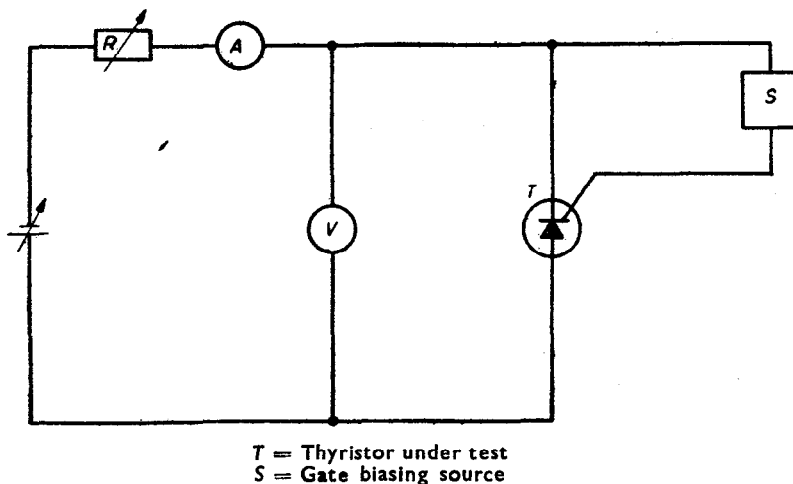 R
A
S
V
T
T = Thyristor under test
S = Gate biasing source